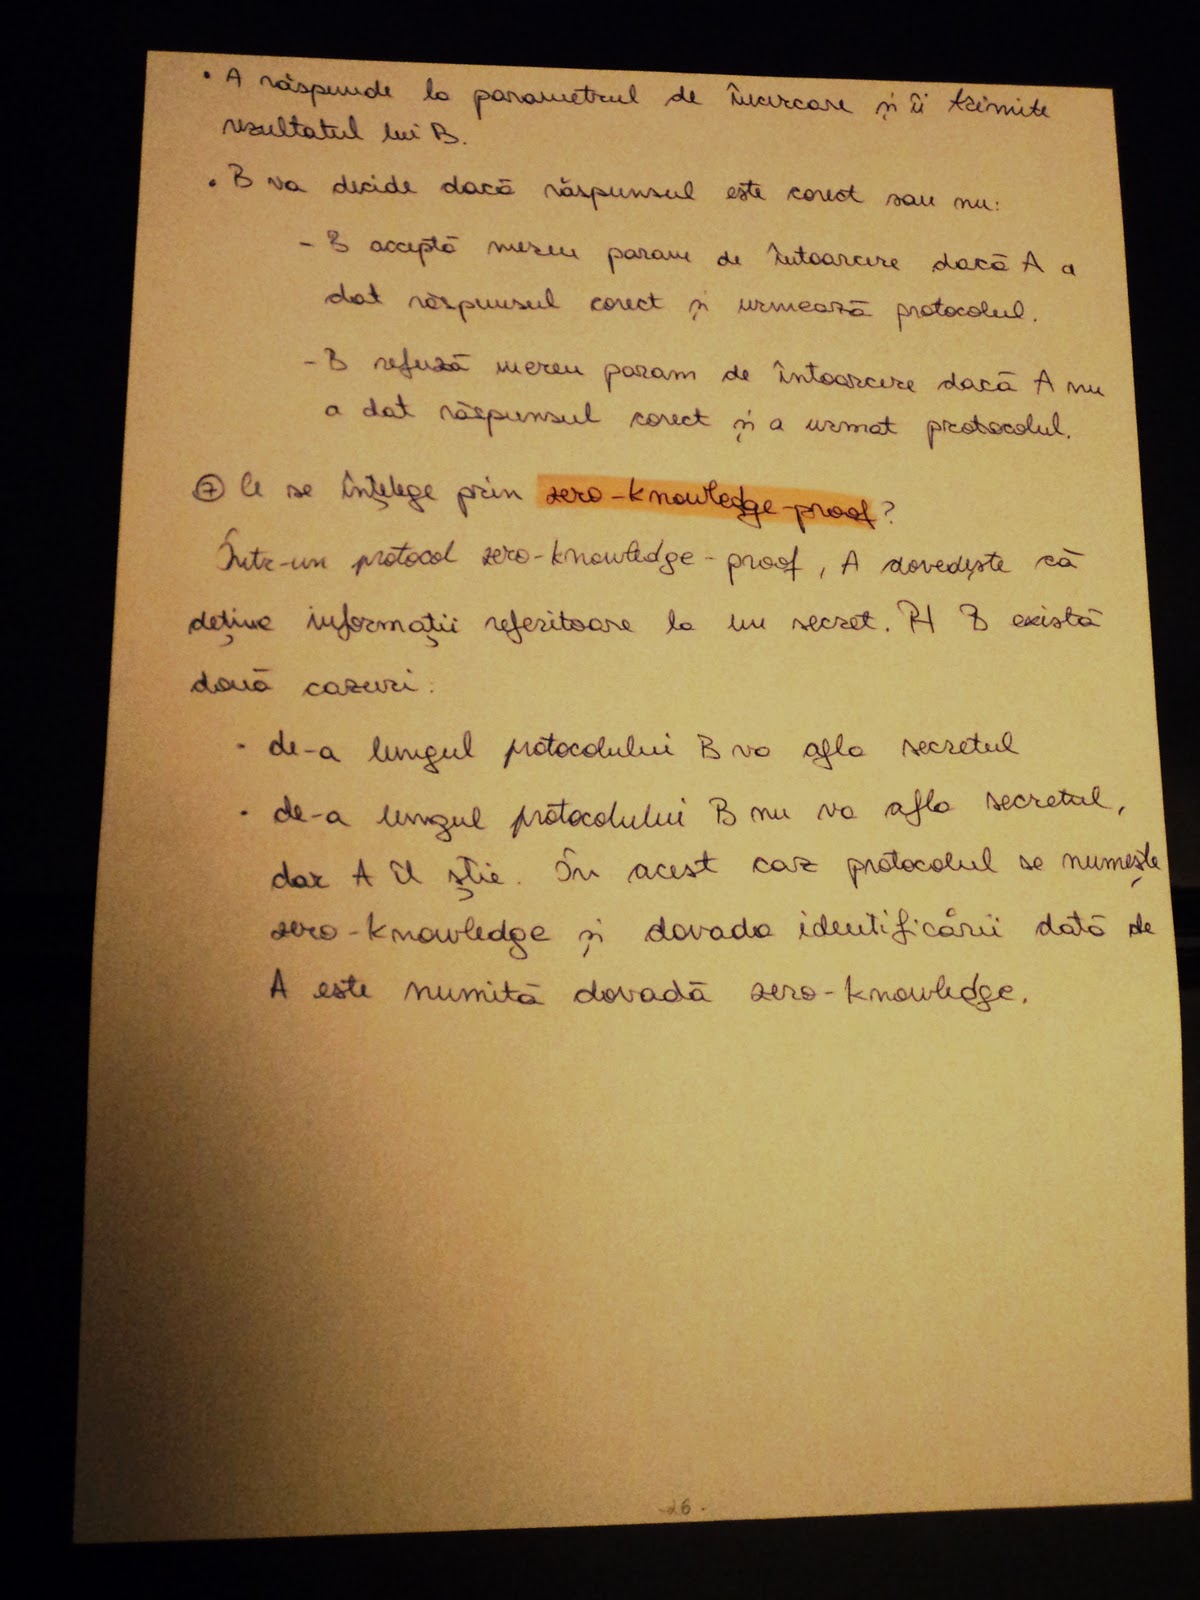 • A răspunde la parametrul de încărcare și îi trimite
rezultatul lui B.
• B va decide dacă răspunsul este corect sau nu:
- B acceptă mereu param de întoarcere dacă A a
dat răspunsul corect și urmează protocolul.
- B refuză mereu param de întoarcere dacă A nu
a dat răspunsul corect și a urmat protocolul.
⑦ Ce se înțelege prin zero-knowledge-proof?
Într-un protocol zero-knowledge-proof, A dovedește că
deține informații referitoare la un secret. Pt B există
două cazuri:
• de-a lungul protocolului B va afla secretul
• de-a lungul protocolului B nu va afla secretul,
dar A îl știe. În acest caz protocolul se numește
zero-knowledge și dovada identificării dată de
A este numită dovadă zero-knowledge.
-26-